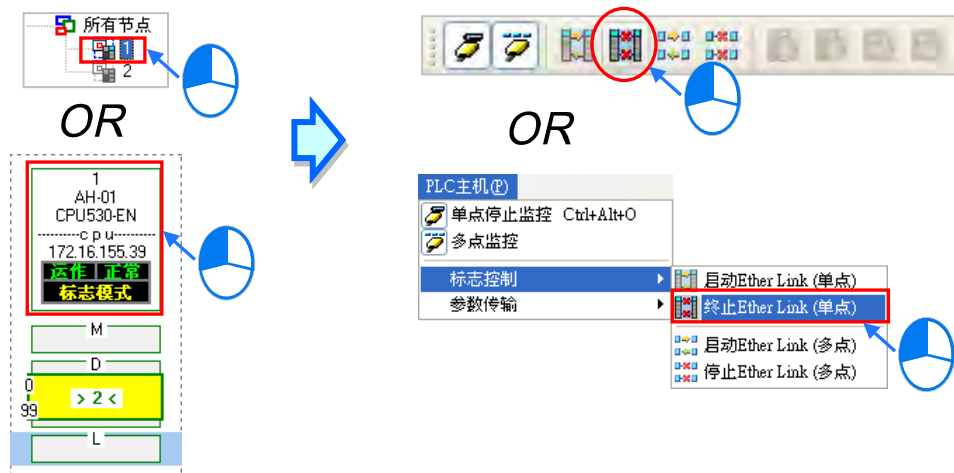 所有节点
1
2
OR
1
AH-01
CPU530-EN
--------c p u--------
172.16.155.39
运作 正常
标志模式
M
D
0
99
> 2 <
L
OR
PLC主机(P)
单点停止监控 Ctrl+Alt+O
多点监控
标志控制
参数传输
启动Ether Link (单点)
终止Ether Link (单点)
启动Ether Link (多点)
停止Ether Link (多点)